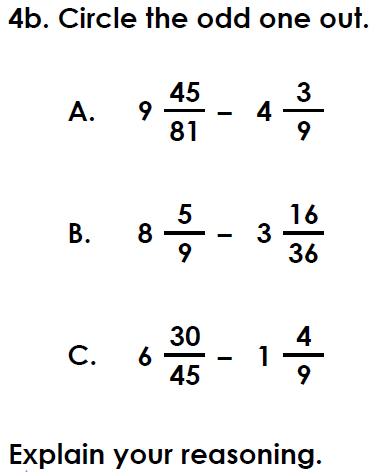 4b. Circle the odd one out.
A. 9 45/81 – 4 3/9
B. 8 5/9 – 3 16/36
C. 6 30/45 – 1 4/9
Explain your reasoning.